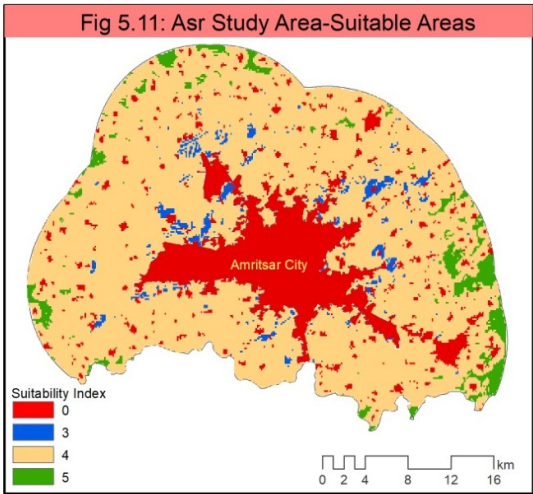 Fig 5.11: Asr Study Area-Suitable Areas
Amritsar City
Suitability Index
0
3
4
5
km
0 2 4 8 12 16